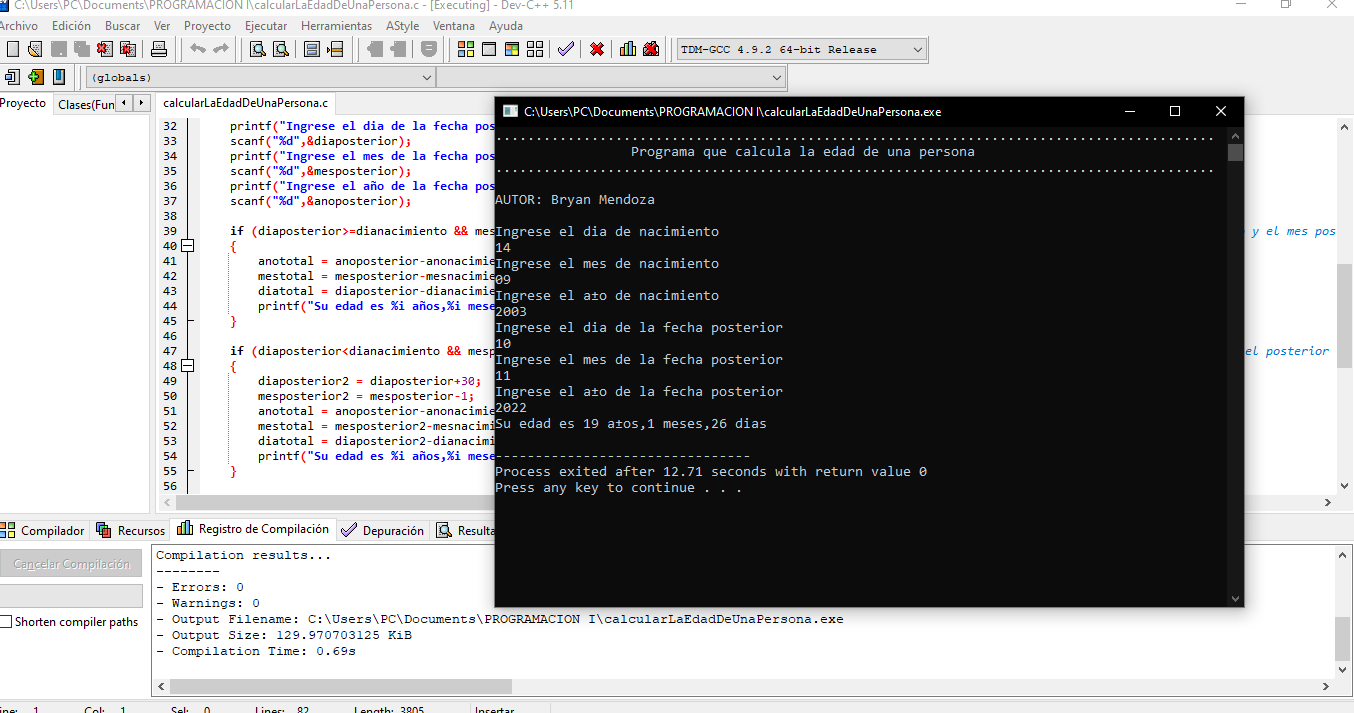 C:\Users\PC\Documents\PROGRAMACION I\calcularLaEdadDeUnaPersona.c - [Executing] - Dev-C++ 5.11
Archivo Edición Buscar Ver Proyecto Ejecutar Herramientas AStyle Ventana Ayuda
TDM-GCC 4.9.2 64-bit Release
(globals)
Proyecto Clases(Fun calcularLaEdadDeUnaPersona.c
32 printf("Ingrese el dia de la fecha pos
33 scanf("%d",&diaposterior);
34 printf("Ingrese el mes de la fecha pos
35 scanf("%d",&mesposterior);
36 printf("Ingrese el año de la fecha pos
37 scanf("%d",&anoposterior);
38
39 if (diaposterior>=dianacimiento && mes y el mes pos
40 {
41 anototal = anoposterior-anonacimie
42 mestotal = mesposterior-mesnacimie
43 diatotal = diaposterior-dianacimie
44 printf("Su edad es %i años,%i mese
45 }
46
47 if (diaposterior<dianacimiento && mesp el posterior
48 {
49 diaposterior2 = diaposterior+30;
50 mesposterior2 = mesposterior-1;
51 anototal = anoposterior-anonacimie
52 mestotal = mesposterior2-mesnacimi
53 diatotal = diaposterior2-dianacimi
54 printf("Su edad es %i años,%i mese
55 }
56
C:\Users\PC\Documents\PROGRAMACION I\calcularLaEdadDeUnaPersona.exe
..........................................................................................
Programa que calcula la edad de una persona
..........................................................................................
AUTOR: Bryan Mendoza
Ingrese el dia de nacimiento
14
Ingrese el mes de nacimiento
09
Ingrese el a±o de nacimiento
2003
Ingrese el dia de la fecha posterior
10
Ingrese el mes de la fecha posterior
11
Ingrese el a±o de la fecha posterior
2022
Su edad es 19 a±os,1 meses,26 dias
--------------------------------
Process exited after 12.71 seconds with return value 0
Press any key to continue . . .
Compilador Recursos Registro de Compilación Depuración Resulta
Cancelar Compilación
Shorten compiler paths
Compilation results...
--------
- Errors: 0
- Warnings: 0
- Output Filename: C:\Users\PC\Documents\PROGRAMACION I\calcularLaEdadDeUnaPersona.exe
- Output Size: 129.970703125 KiB
- Compilation Time: 0.69s
Line: 1 Col: 1 Sel: 0 Lines: 82 Length: 3805 Insertar